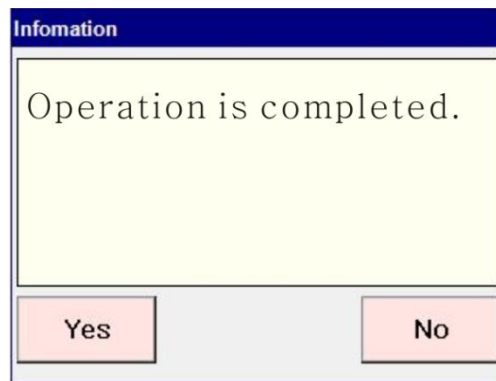 Infomation
Operation is completed.
Yes
No